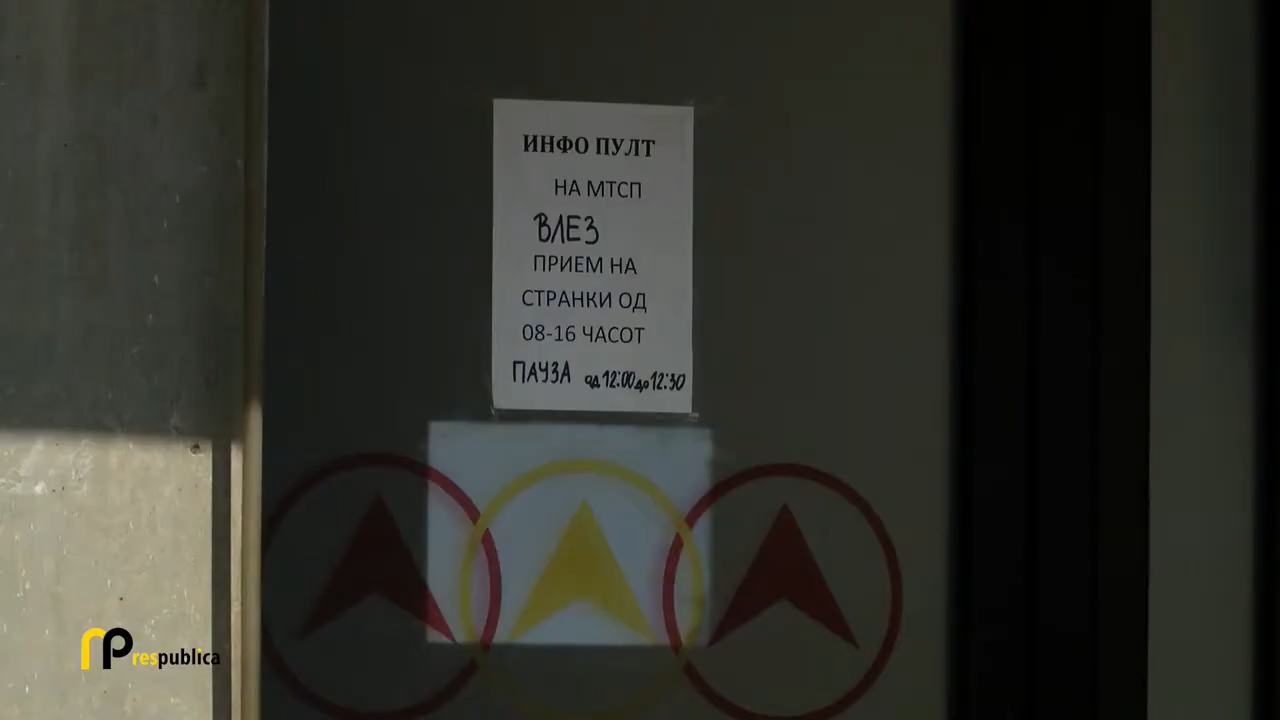 ИНФО ПУЛТ
НА МТСП
ВЛЕЗ
ПРИЕМ НА
СТРАНКИ ОД
08-16 ЧАСОТ
ПАУЗА од 12:00 до 12:30
respublica